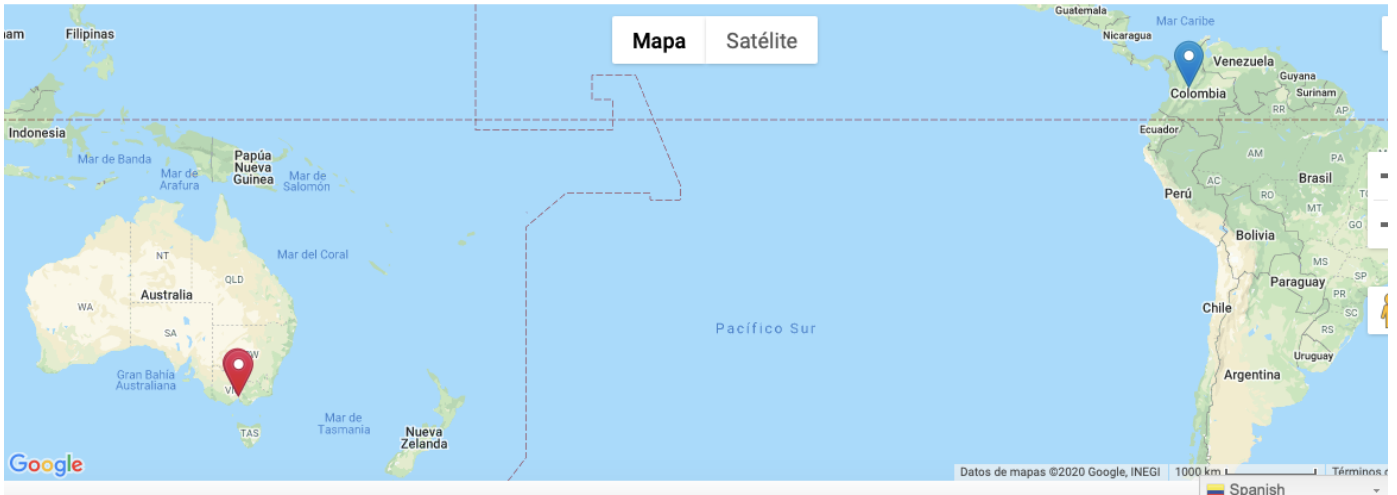 Guatemala
Mar Caribe
Nicaragua
Filipinas
Mapa
Satélite
Venezuela
Guyana
Surinam
Colombia
RR
AP
Indonesia
Ecuador
Mar de Banda
Papúa
Nueva
Guinea
Mar de
Arafura
Mar de
Salomón
AM
PA
AC
Brasil
Perú
RO
MT
GO
Bolivia
NT
Mar del Coral
QLD
MS
SP
Australia
Paraguay
PR
WA
Chile
SC
SA
Pacífico Sur
RS
Uruguay
Gran Bahía
Australiana
Argentina
Mar de
Tasmania
TAS
Nueva
Zelanda
Google
Datos de mapas ©2020 Google, INEGI
1000 km
Spanish